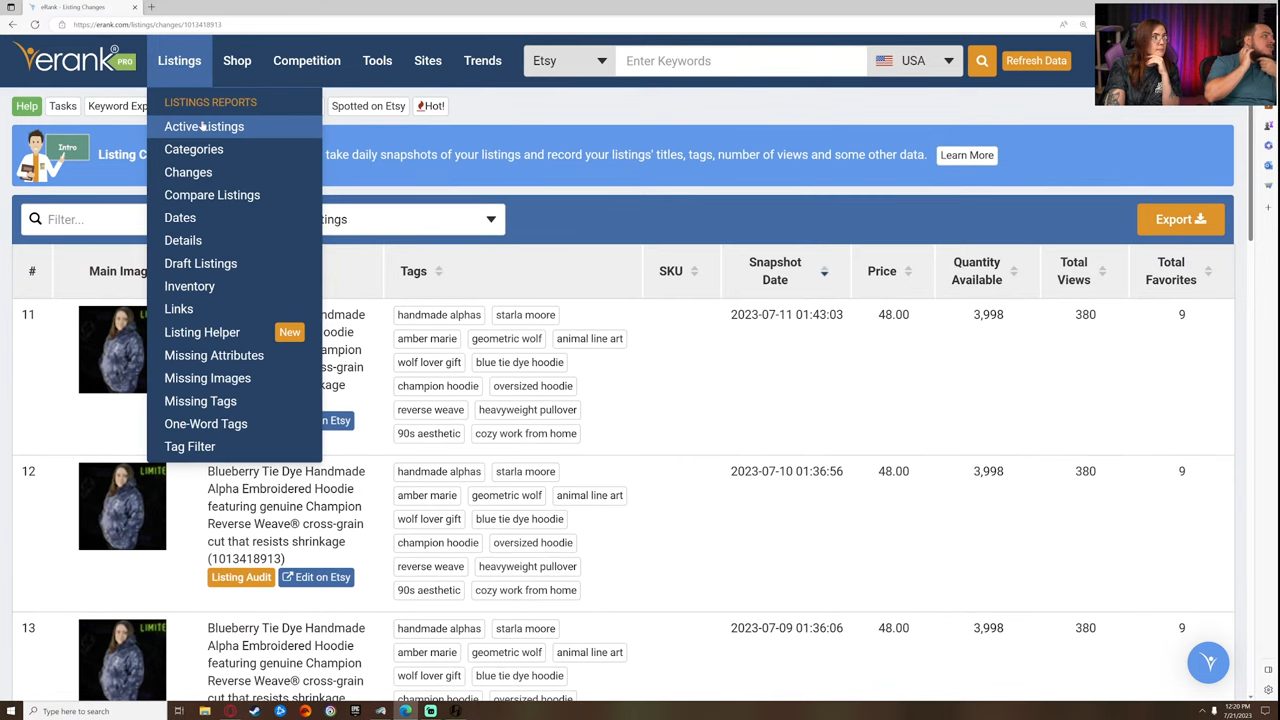 eRank - Listing Changes
https://erank.com/listings/changes/1013418913
erank® PRO
Listings
Shop
Competition
Tools
Sites
Trends
Etsy
Enter Keywords
USA
Refresh Data
Help
Tasks
Keyword Exp
Spotted on Etsy
Hot!
LISTINGS REPORTS
Active Listings
Categories
Changes
Compare Listings
Dates
Details
Draft Listings
Inventory
Links
Listing Helper New
Missing Attributes
Missing Images
Missing Tags
One-Word Tags
Tag Filter
Intro
Listing C
take daily snapshots of your listings and record your listings' titles, tags, number of views and some other data.
Learn More
Filter...
tings
Export
#
Main Imag
Tags
SKU
Snapshot
Date
Price
Quantity
Available
Total
Views
Total
Favorites
11
ndmade
ie
hampion
ss-grain
kage
on Etsy
handmade alphas
starla moore
amber marie
geometric wolf
animal line art
wolf lover gift
blue tie dye hoodie
champion hoodie
oversized hoodie
reverse weave
heavyweight pullover
90s aesthetic
cozy work from home
2023-07-11 01:43:03
48.00
3,998
380
9
12
LIMITE
Blueberry Tie Dye Handmade
Alpha Embroidered Hoodie
featuring genuine Champion
Reverse Weave® cross-grain
cut that resists shrinkage
(1013418913)
Listing Audit
Edit on Etsy
handmade alphas
starla moore
amber marie
geometric wolf
animal line art
wolf lover gift
blue tie dye hoodie
champion hoodie
oversized hoodie
reverse weave
heavyweight pullover
90s aesthetic
cozy work from home
2023-07-10 01:36:56
48.00
3,998
380
9
13
LIMITE
Blueberry Tie Dye Handmade
Alpha Embroidered Hoodie
featuring genuine Champion
Reverse Weave® cross-grain
cut that resists shrinkage
handmade alphas
starla moore
amber marie
geometric wolf
animal line art
wolf lover gift
blue tie dye hoodie
champion hoodie
oversized hoodie
2023-07-09 01:36:06
48.00
3,998
380
9
Type here to search
12:20 PM
7/21/2023